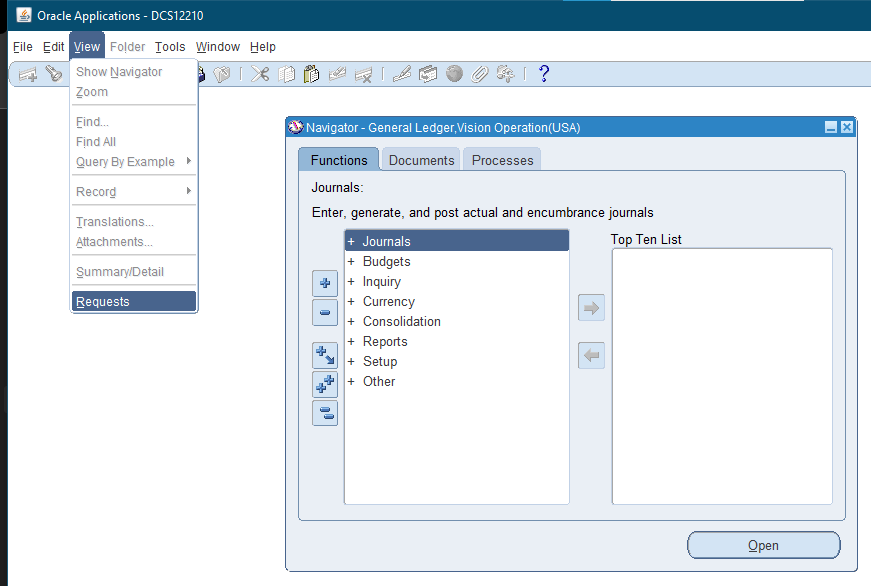 Oracle Applications - DCS12210
File Edit View Folder Tools Window Help
Show Navigator
Zoom
Find...
Find All
Query By Example
Record
Translations...
Attachments...
Summary/Detail
Requests
?
Navigator - General Ledger,Vision Operation(USA)
Functions Documents Processes
Journals:
Enter, generate, and post actual and encumbrance journals
+ Journals
+ Budgets
+ Inquiry
+ Currency
+ Consolidation
+ Reports
+ Setup
+ Other
Top Ten List
Open